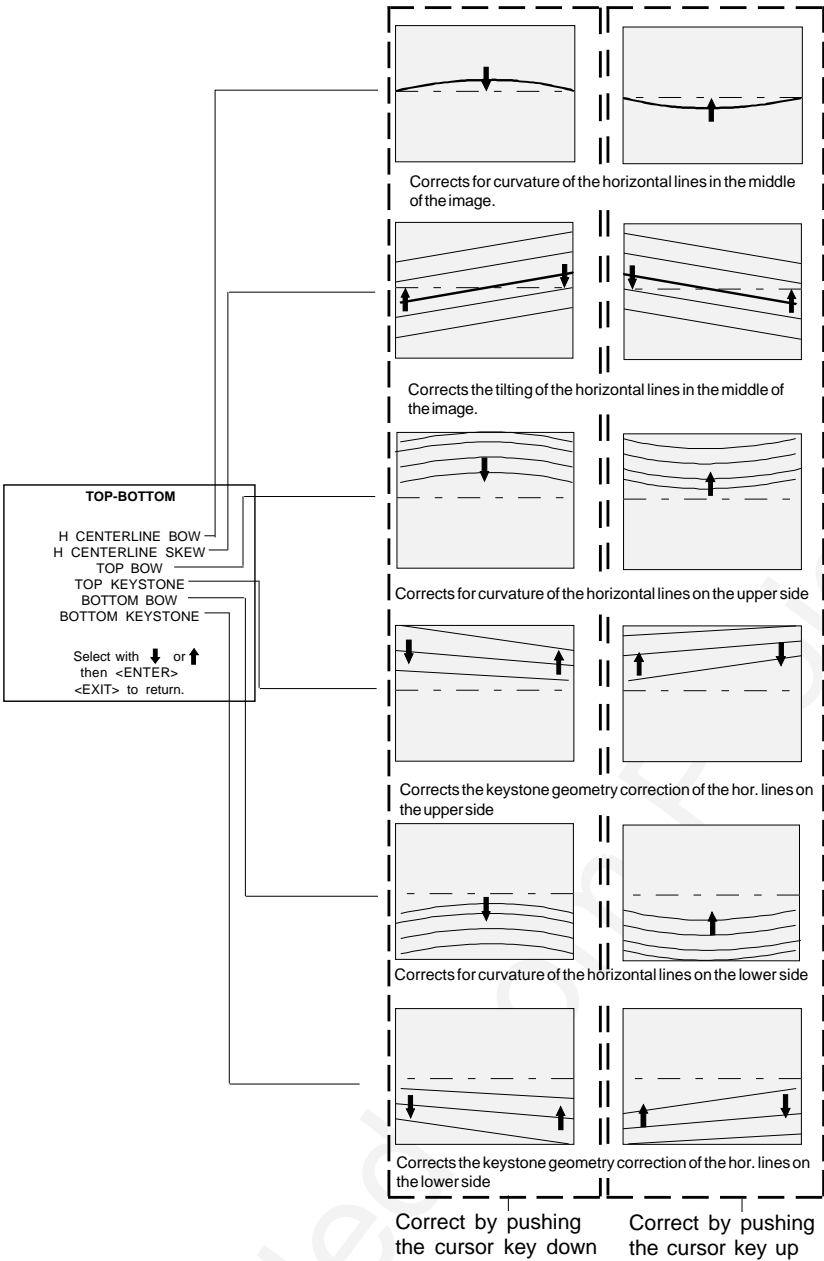 Corrects for curvature of the horizontal lines in the middle
of the image.
Corrects the tilting of the horizontal lines in the middle of
the image.
TOP-BOTTOM
H CENTERLINE BOW
H CENTERLINE SKEW
TOP BOW
TOP KEYSTONE
BOTTOM BOW
BOTTOM KEYSTONE
Select with ⬇ or ⬆
then <ENTER>
<EXIT> to return.
Corrects for curvature of the horizontal lines on the upper side
Corrects the keystone geometry correction of the hor. lines on
the upper side
Corrects for curvature of the horizontal lines on the lower side
Corrects the keystone geometry correction of the hor. lines on
the lower side
Correct by pushing
the cursor key down
Correct by pushing
the cursor key up